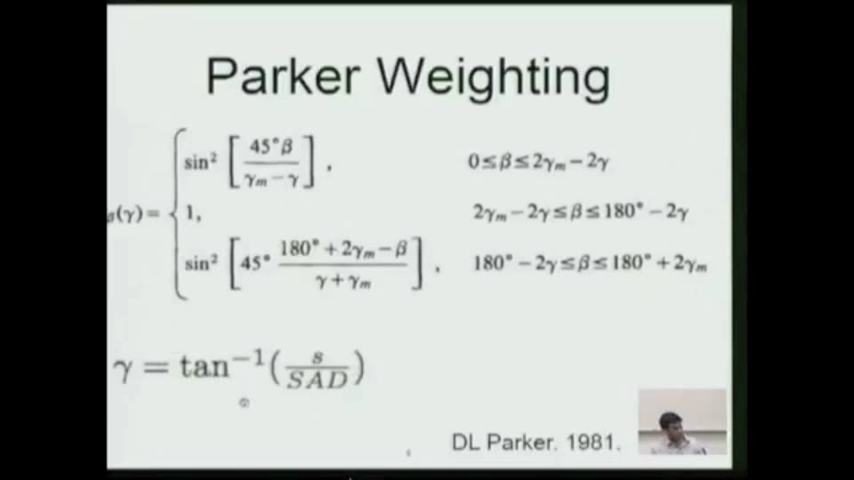 Parker Weighting
sin² [ 45°β / (γm − γ) ] , 0 ≤ β ≤ 2γm − 2γ
(γ) = { 1, 2γm − 2γ ≤ β ≤ 180° − 2γ
sin² [ 45° (180° + 2γm − β) / (γ + γm) ] , 180° − 2γ ≤ β ≤ 180° + 2γm
γ = tan⁻¹(s / SAD)
DL Parker. 1981.